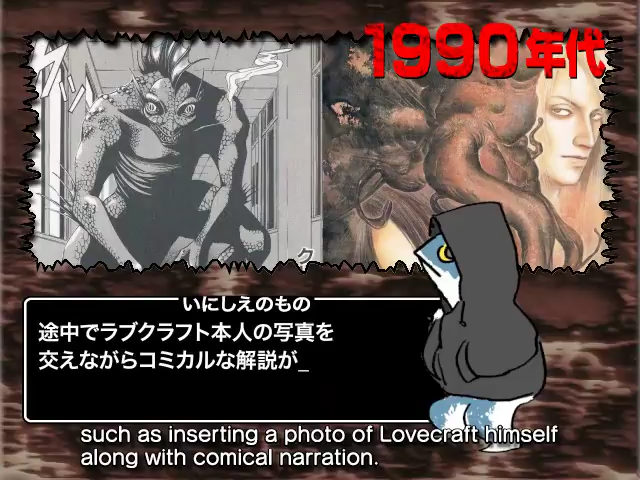 1990年代
ク
いにしえのもの
途中でラブクラフト本人の写真を
交えながらコミカルな解説が_
such as inserting a photo of Lovecraft himself
along with comical narration.